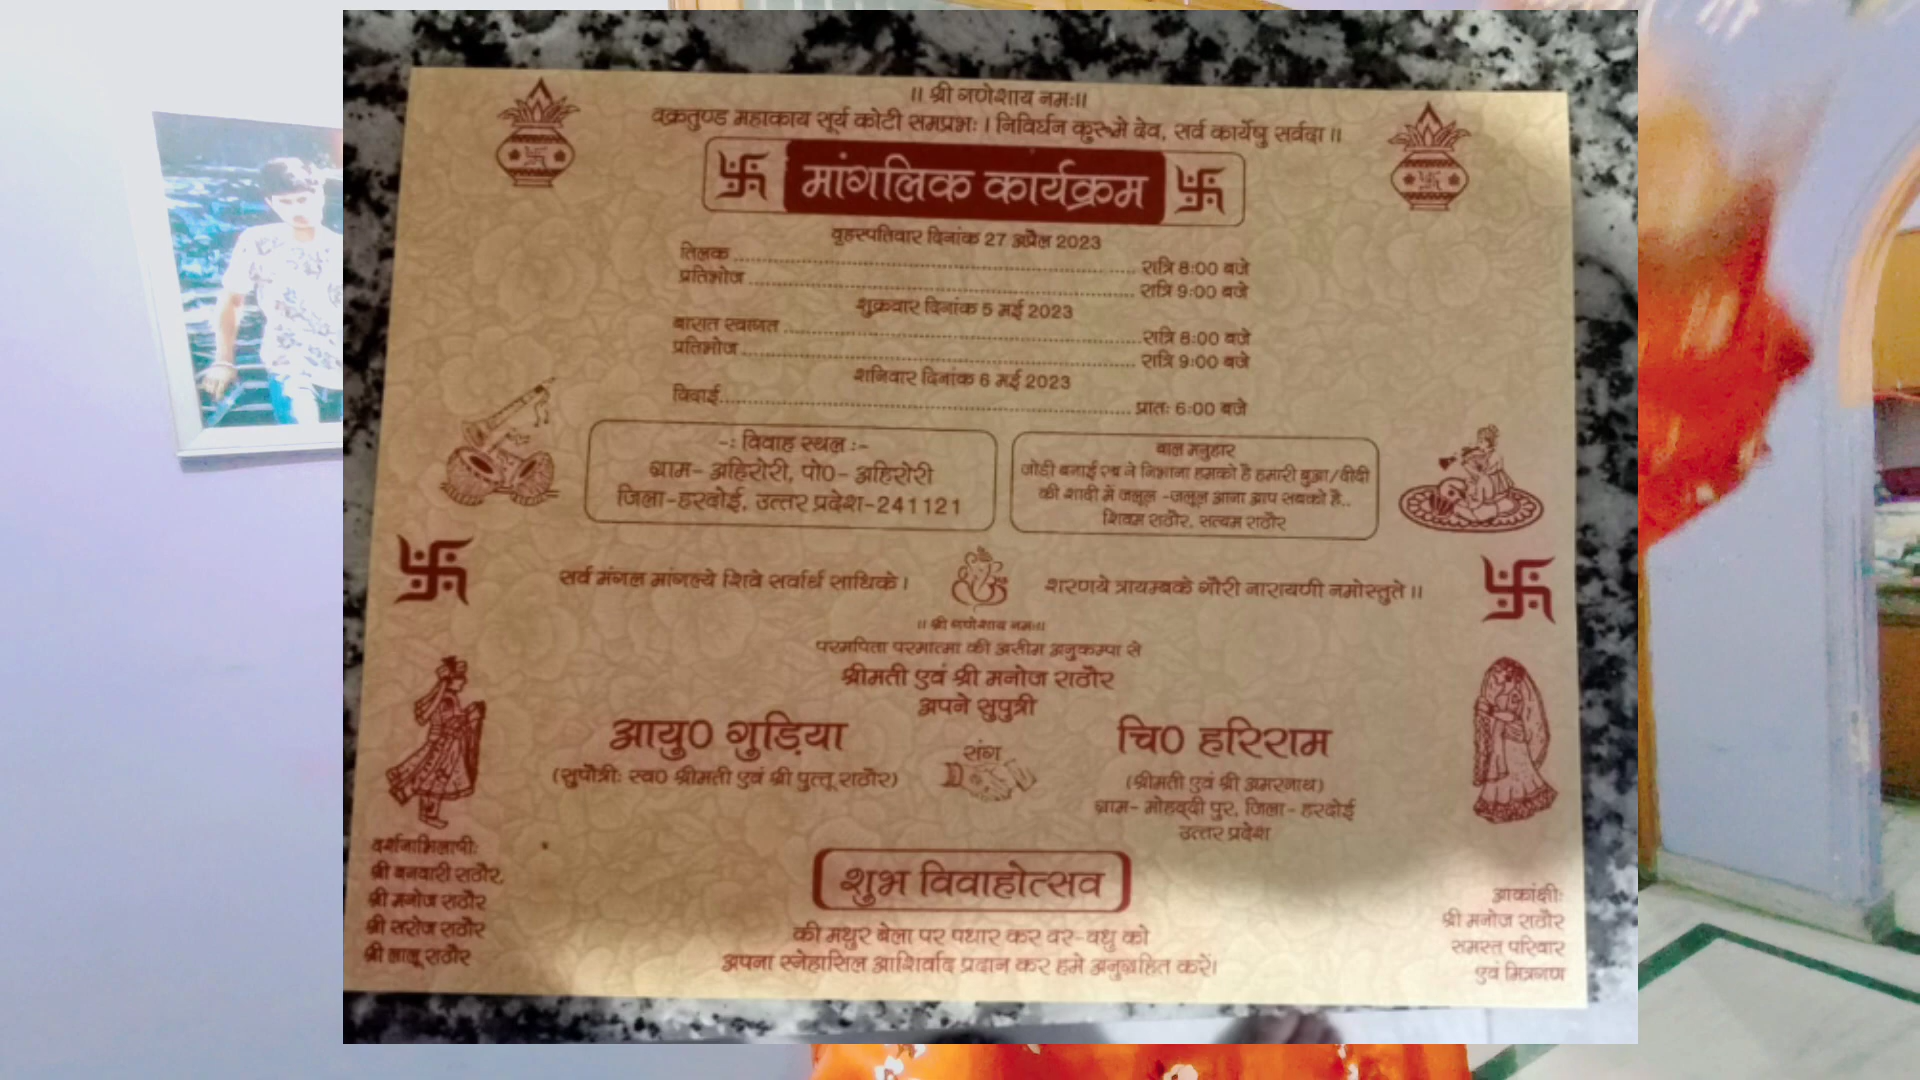 ।। श्री गणेशाय नमः।।
वक्रतुण्ड महाकाय सूर्य कोटी समप्रभः । निविर्घन कुरूमे देव, सर्व कार्येषु सर्वदा ।।
मांगलिक कार्यक्रम
वृहस्पतिवार दिनांक 27 अप्रैल 2023
तिलक ........ रात्रि 8:00 बजे
प्रतिभोज ........ रात्रि 9:00 बजे
शुक्रवार दिनांक 5 मई 2023
बारात स्वागत ........ रात्रि 8:00 बजे
प्रतिभोज ........ रात्रि 9:00 बजे
शनिवार दिनांक 6 मई 2023
विदाई........ प्रातः 6:00 बजे
-: विवाह स्थल :-
ग्राम- अहिरोरी, पो0- अहिरोरी
जिला-हरदोई, उत्तर प्रदेश-241121
बाल मनुहार
जोडी बनाई रब ने निभाना हमको है हमारी बुआ/दीदी
की शादी में जलूल -जलूल आना आप सबको है..
शिवम राठौर, सत्यम राठौर
सर्व मंगल मांगल्ये शिवे सर्वार्थ साधिके ।
शरणये त्रायम्बके गौरी नारायणी नमोस्तुते ।।
।। श्री गणेशाय नमः।।
परमपिता परमात्मा की असीम अनुकम्पा से
श्रीमती एवं श्री मनोज राठौर
अपने सुपुत्री
आयु0 गुड़िया
(सुपौत्रीः स्व0 श्रीमती एवं श्री पुत्तू राठौर)
संग
चि0 हरिराम
(श्रीमती एवं श्री अमरनाथ)
ग्राम- मोहद्दी पुर, जिला- हरदोई
उत्तर प्रदेश
दर्शनाभिलाषीः
श्री बनवारी राठौर,
श्री मनोज राठौर
श्री सरोज राठौर
श्री लालू राठौर
शुभ विवाहोत्सव
की मधुर बेला पर पधार कर वर-वधु को
अपना स्नेहासिल आशिर्वाद प्रदान कर हमे अनुग्रहित करें।
आकांक्षीः
श्री मनोज राठौर
समस्त परिवार
एवं मित्रगण